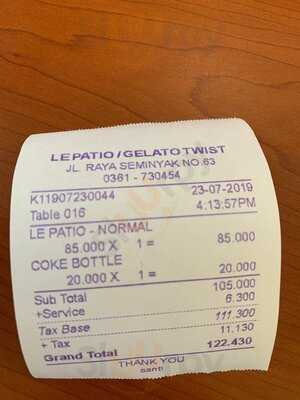 LE PATIO / GELATO TWIST
JL. RAYA SEMINYAK NO.63
0361 - 730454
K11907230044 23-07-2019
Table 016 4:13:57PM
LE PATIO - NORMAL
85.000 X 1 = 85.000
COKE BOTTLE
20.000 X 1 = 20.000
Sub Total 105.000
+Service 6.300
Tax Base 111.300
+ Tax 11.130
Grand Total 122.430
THANK YOU
santi